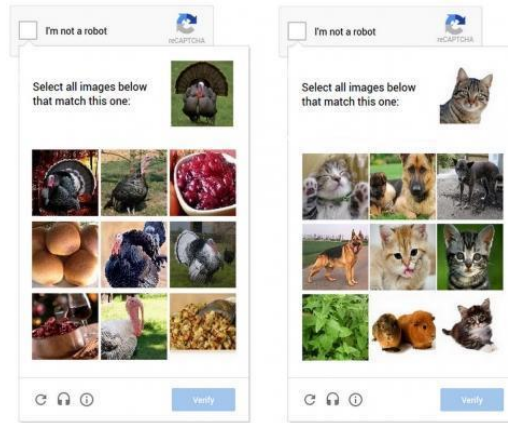 I'm not a robot
reCAPTCHA
Select all images below
that match this one:
Verify
I'm not a robot
reCAPTCHA
Select all images below
that match this one:
Verify